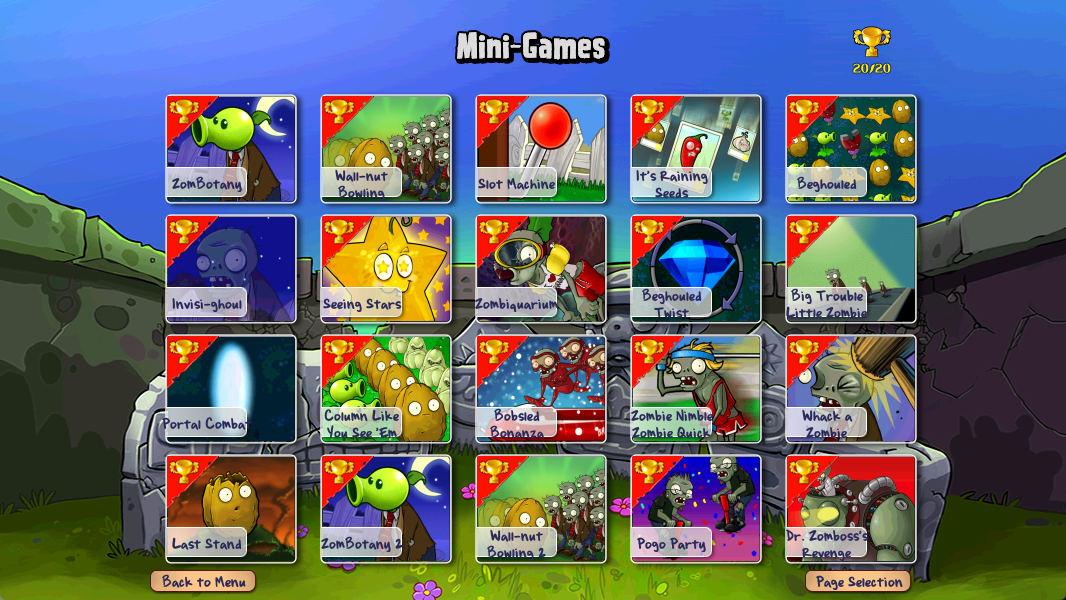 Mini-Games
20/20
ZomBotany
Wall-nut
Bowling
Slot Machine
It's Raining
Seeds
Beghouled
Invisi-ghoul
Seeing Stars
Zombiquarium
Beghouled
Twist
Big Trouble
Little Zombie
Portal Combat
Column Like
You See 'Em
Bobsled
Bonanza
Zombie Nimble
Zombie Quick
Whack a
Zombie
Last Stand
ZomBotany 2
Wall-nut
Bowling 2
Pogo Party
Dr. Zomboss's
Revenge
Back to Menu
Page Selection